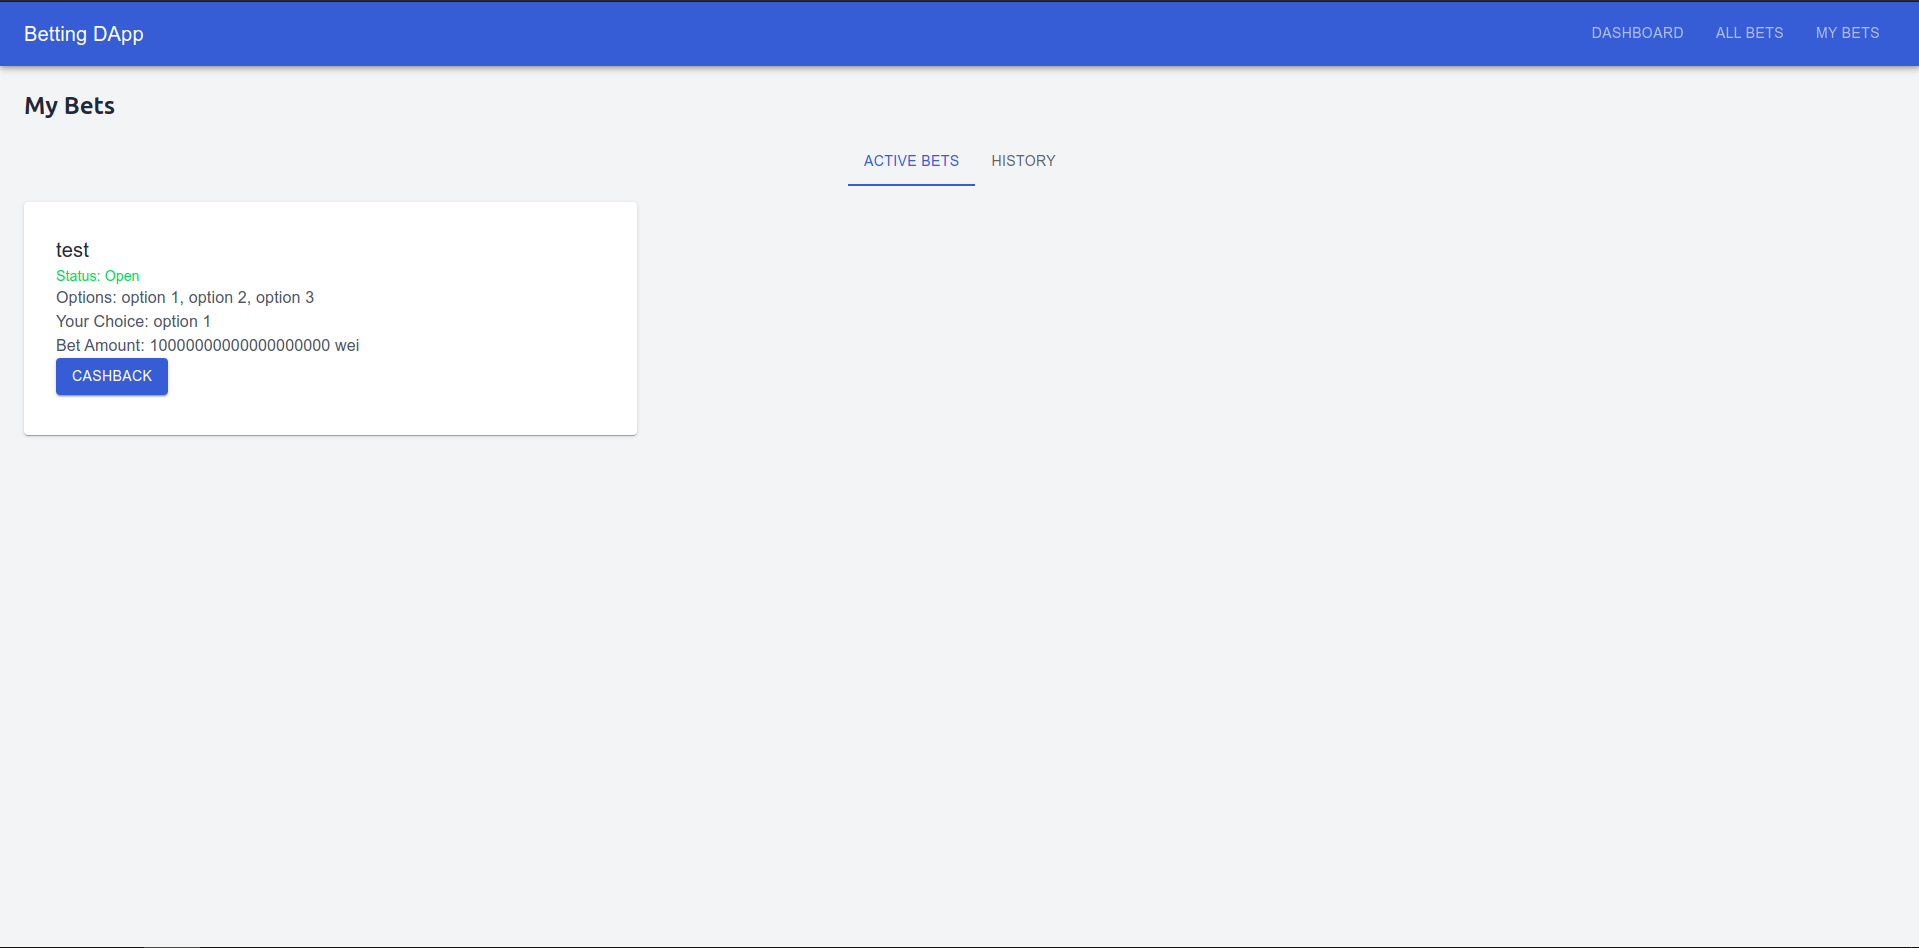 Betting DApp
DASHBOARD ALL BETS MY BETS
My Bets
ACTIVE BETS HISTORY
test
Status: Open
Options: option 1, option 2, option 3
Your Choice: option 1
Bet Amount: 10000000000000000000 wei
CASHBACK